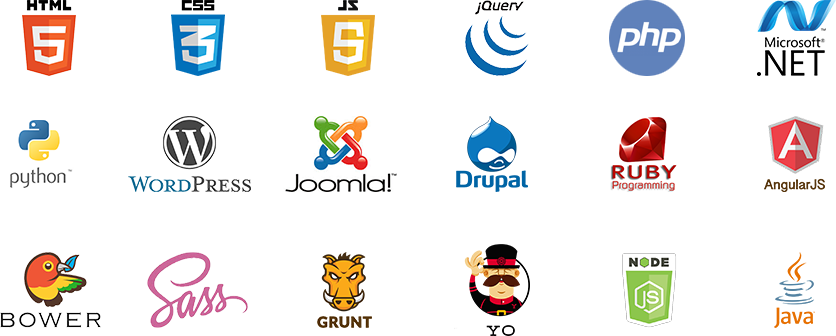 HTML
5
CSS
3
JS
5
jQuery
php
Microsoft®
.NET
python™
W
WORDPRESS
Joomla!™
Drupal
RUBY
Programming
A
AngularJS
BOWER
Sass
GRUNT
YO
NODE
JS
Java